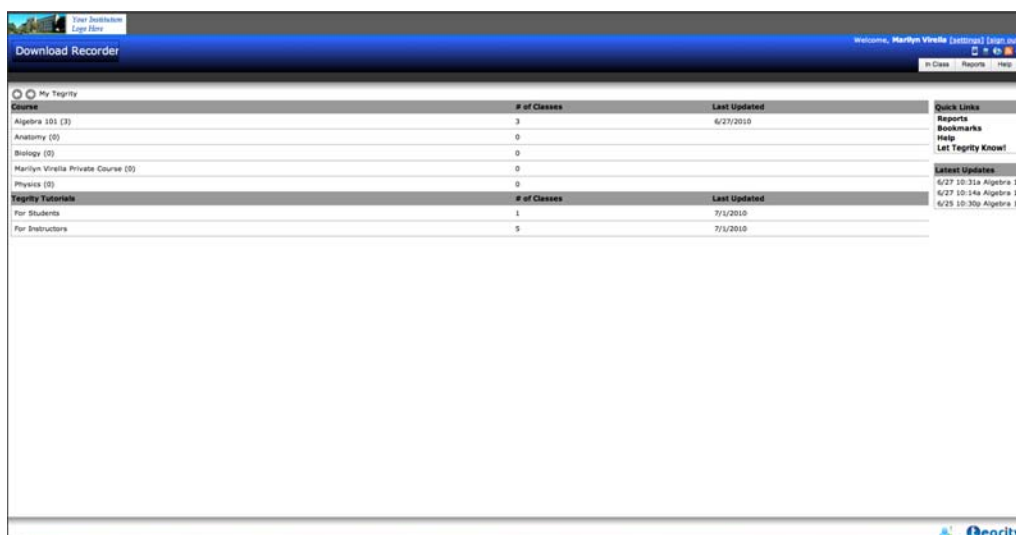 Your Institution
Logo Here
Welcome, Marilyn Virella [settings] [sign ou
Download Recorder
In Class Reports Help
My Tegrity
Course # of Classes Last Updated
Algebra 101 (3) 3 6/27/2010
Anatomy (0) 0
Biology (0) 0
Marilyn Virella Private Course (0) 0
Physics (0) 0
Tegrity Tutorials # of Classes Last Updated
For Students 1 7/1/2010
For Instructors 5 7/1/2010
Quick Links
Reports
Bookmarks
Help
Let Tegrity Know!
Latest Updates
6/27 10:31a Algebra 1
6/27 10:14a Algebra 1
6/25 10:30p Algebra 1
tegrity